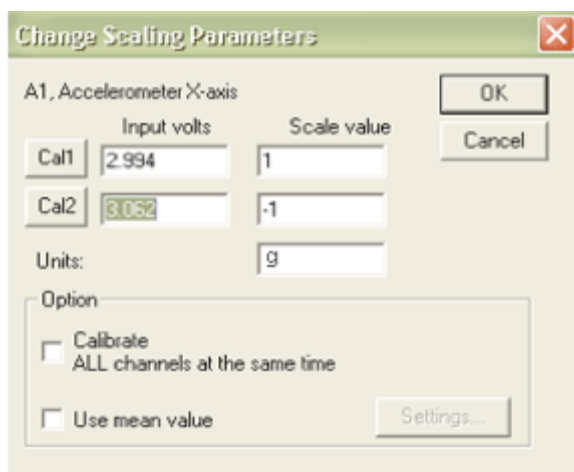 Change Scaling Parameters
A1, Accelerometer X-axis
OK
Input volts Scale value
Cancel
Cal1 2.994 1
Cal2 3.062 -1
Units: g
Option
Calibrate
ALL channels at the same time
Use mean value Settings...